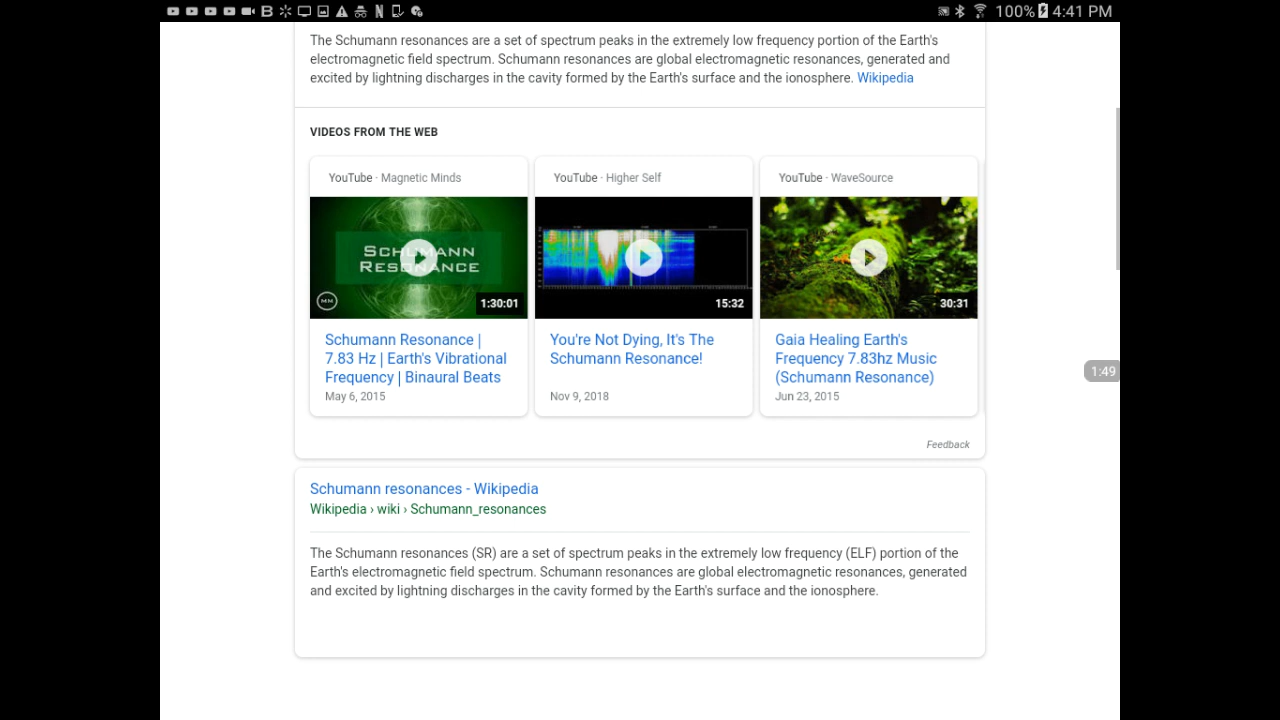 100% 4:41 PM
The Schumann resonances are a set of spectrum peaks in the extremely low frequency portion of the Earth's
electromagnetic field spectrum. Schumann resonances are global electromagnetic resonances, generated and
excited by lightning discharges in the cavity formed by the Earth's surface and the ionosphere. Wikipedia
VIDEOS FROM THE WEB
YouTube · Magnetic Minds
SCHUMANN
RESONANCE
MM
1:30:01
Schumann Resonance |
7.83 Hz | Earth's Vibrational
Frequency | Binaural Beats
May 6, 2015
YouTube · Higher Self
15:32
You're Not Dying, It's The
Schumann Resonance!
Nov 9, 2018
YouTube · WaveSource
30:31
Gaia Healing Earth's
Frequency 7.83hz Music
(Schumann Resonance)
Jun 23, 2015
1:49
Feedback
Schumann resonances - Wikipedia
Wikipedia › wiki › Schumann_resonances
The Schumann resonances (SR) are a set of spectrum peaks in the extremely low frequency (ELF) portion of the
Earth's electromagnetic field spectrum. Schumann resonances are global electromagnetic resonances, generated
and excited by lightning discharges in the cavity formed by the Earth's surface and the ionosphere.